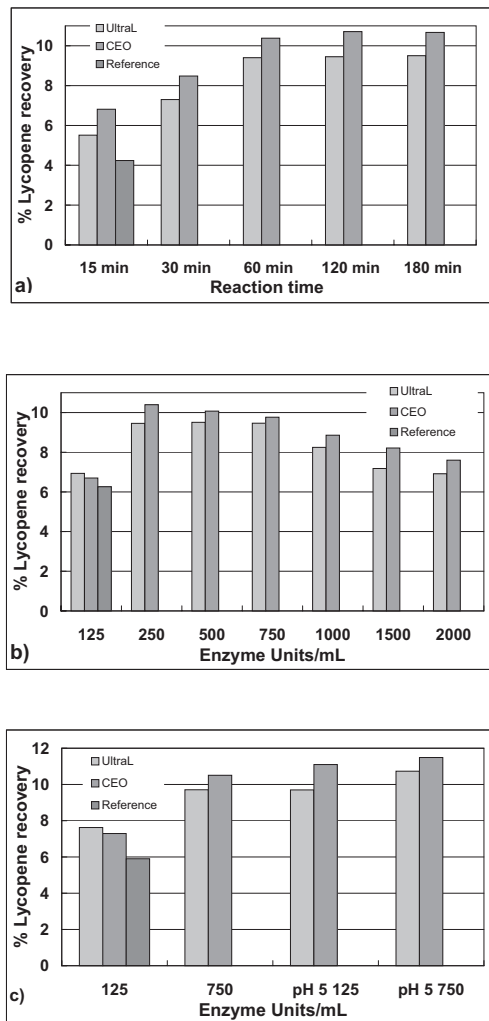 % Lycopene recovery
UltraL
CEO
Reference
10
8
6
4
2
0
15 min 30 min 60 min 120 min 180 min
Reaction time
a)
% Lycopene recovery
UltraL
CEO
Reference
10
8
6
4
2
0
125 250 500 750 1000 1500 2000
Enzyme Units/mL
b)
% Lycopene recovery
UltraL
CEO
Reference
12
10
8
6
4
2
0
125 750 pH 5 125 pH 5 750
Enzyme Units/mL
c)